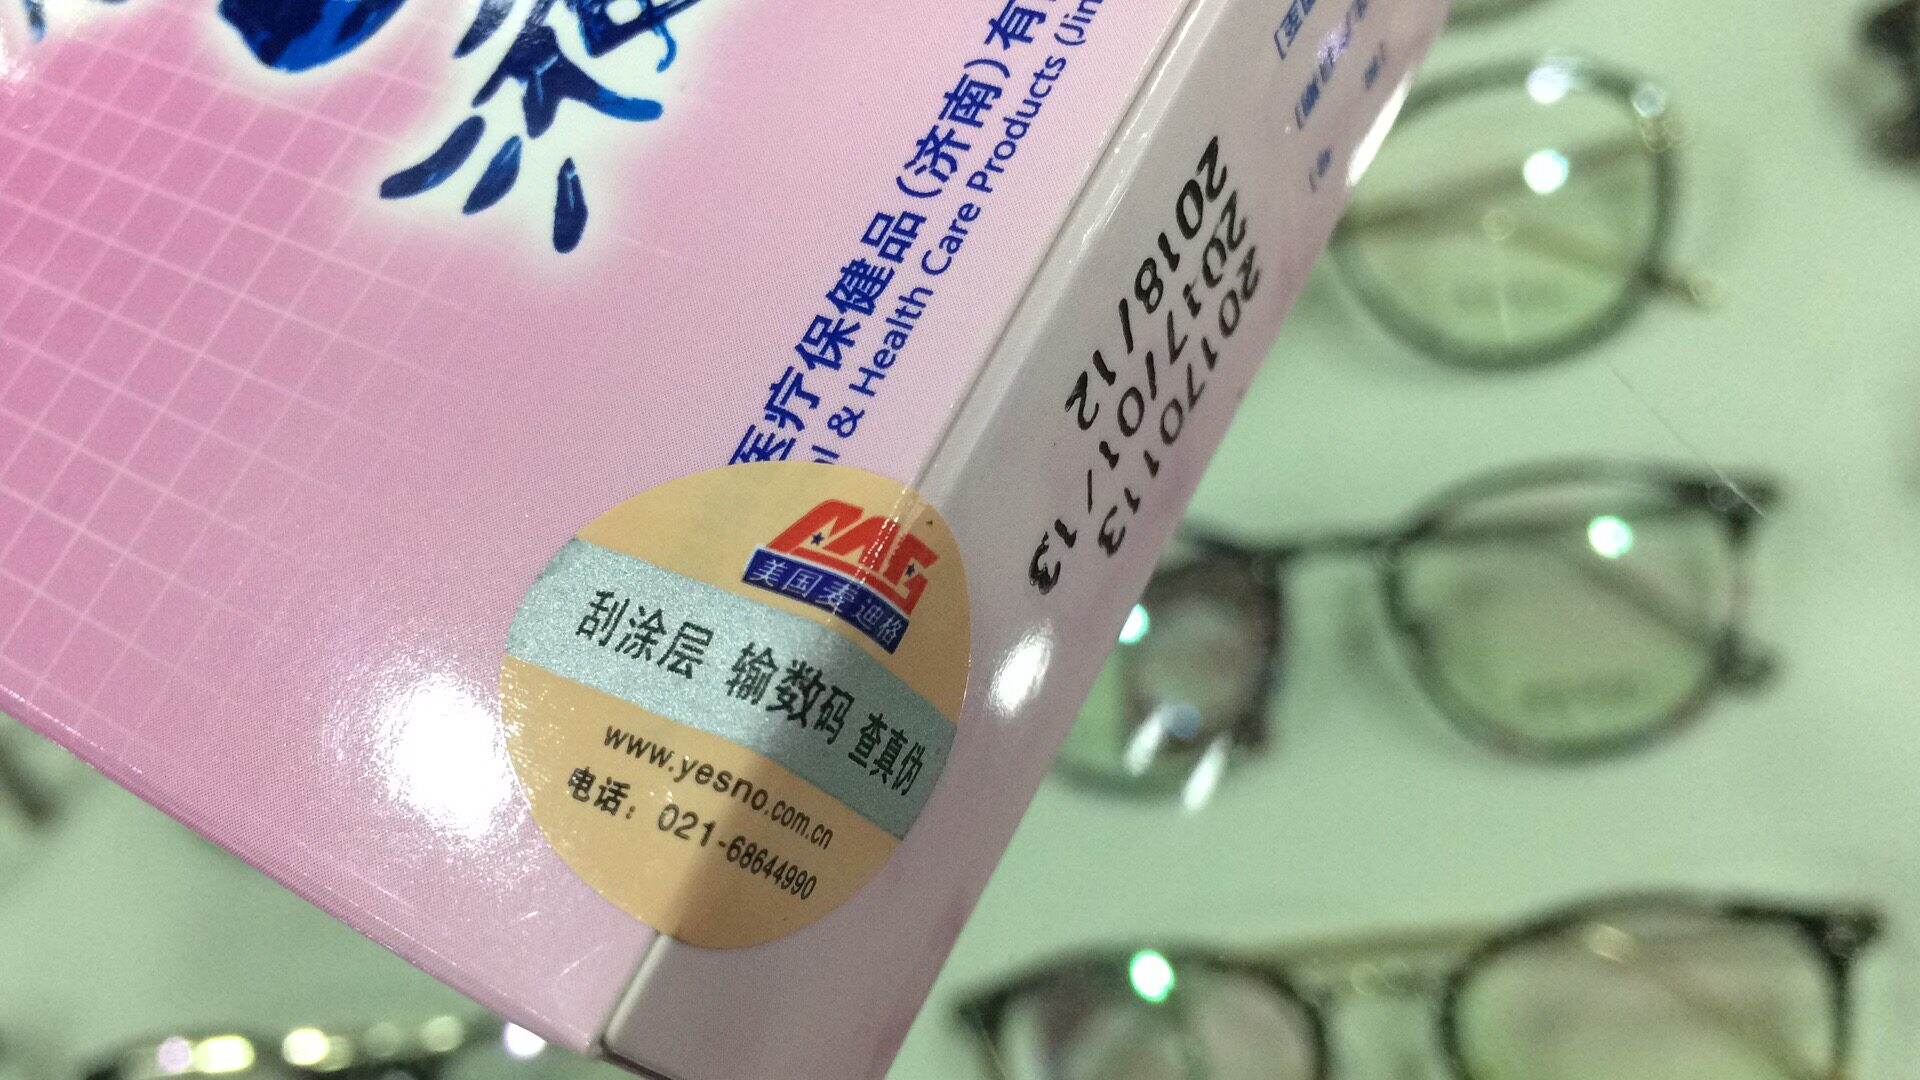 医疗保健品(济南)有
& Health Care Products (Jin
20170113
2017/01/13
2018/12
美国麦迪格
刮涂层 输数码 查真伪
www.yesno.com.cn
电话：021-68644990